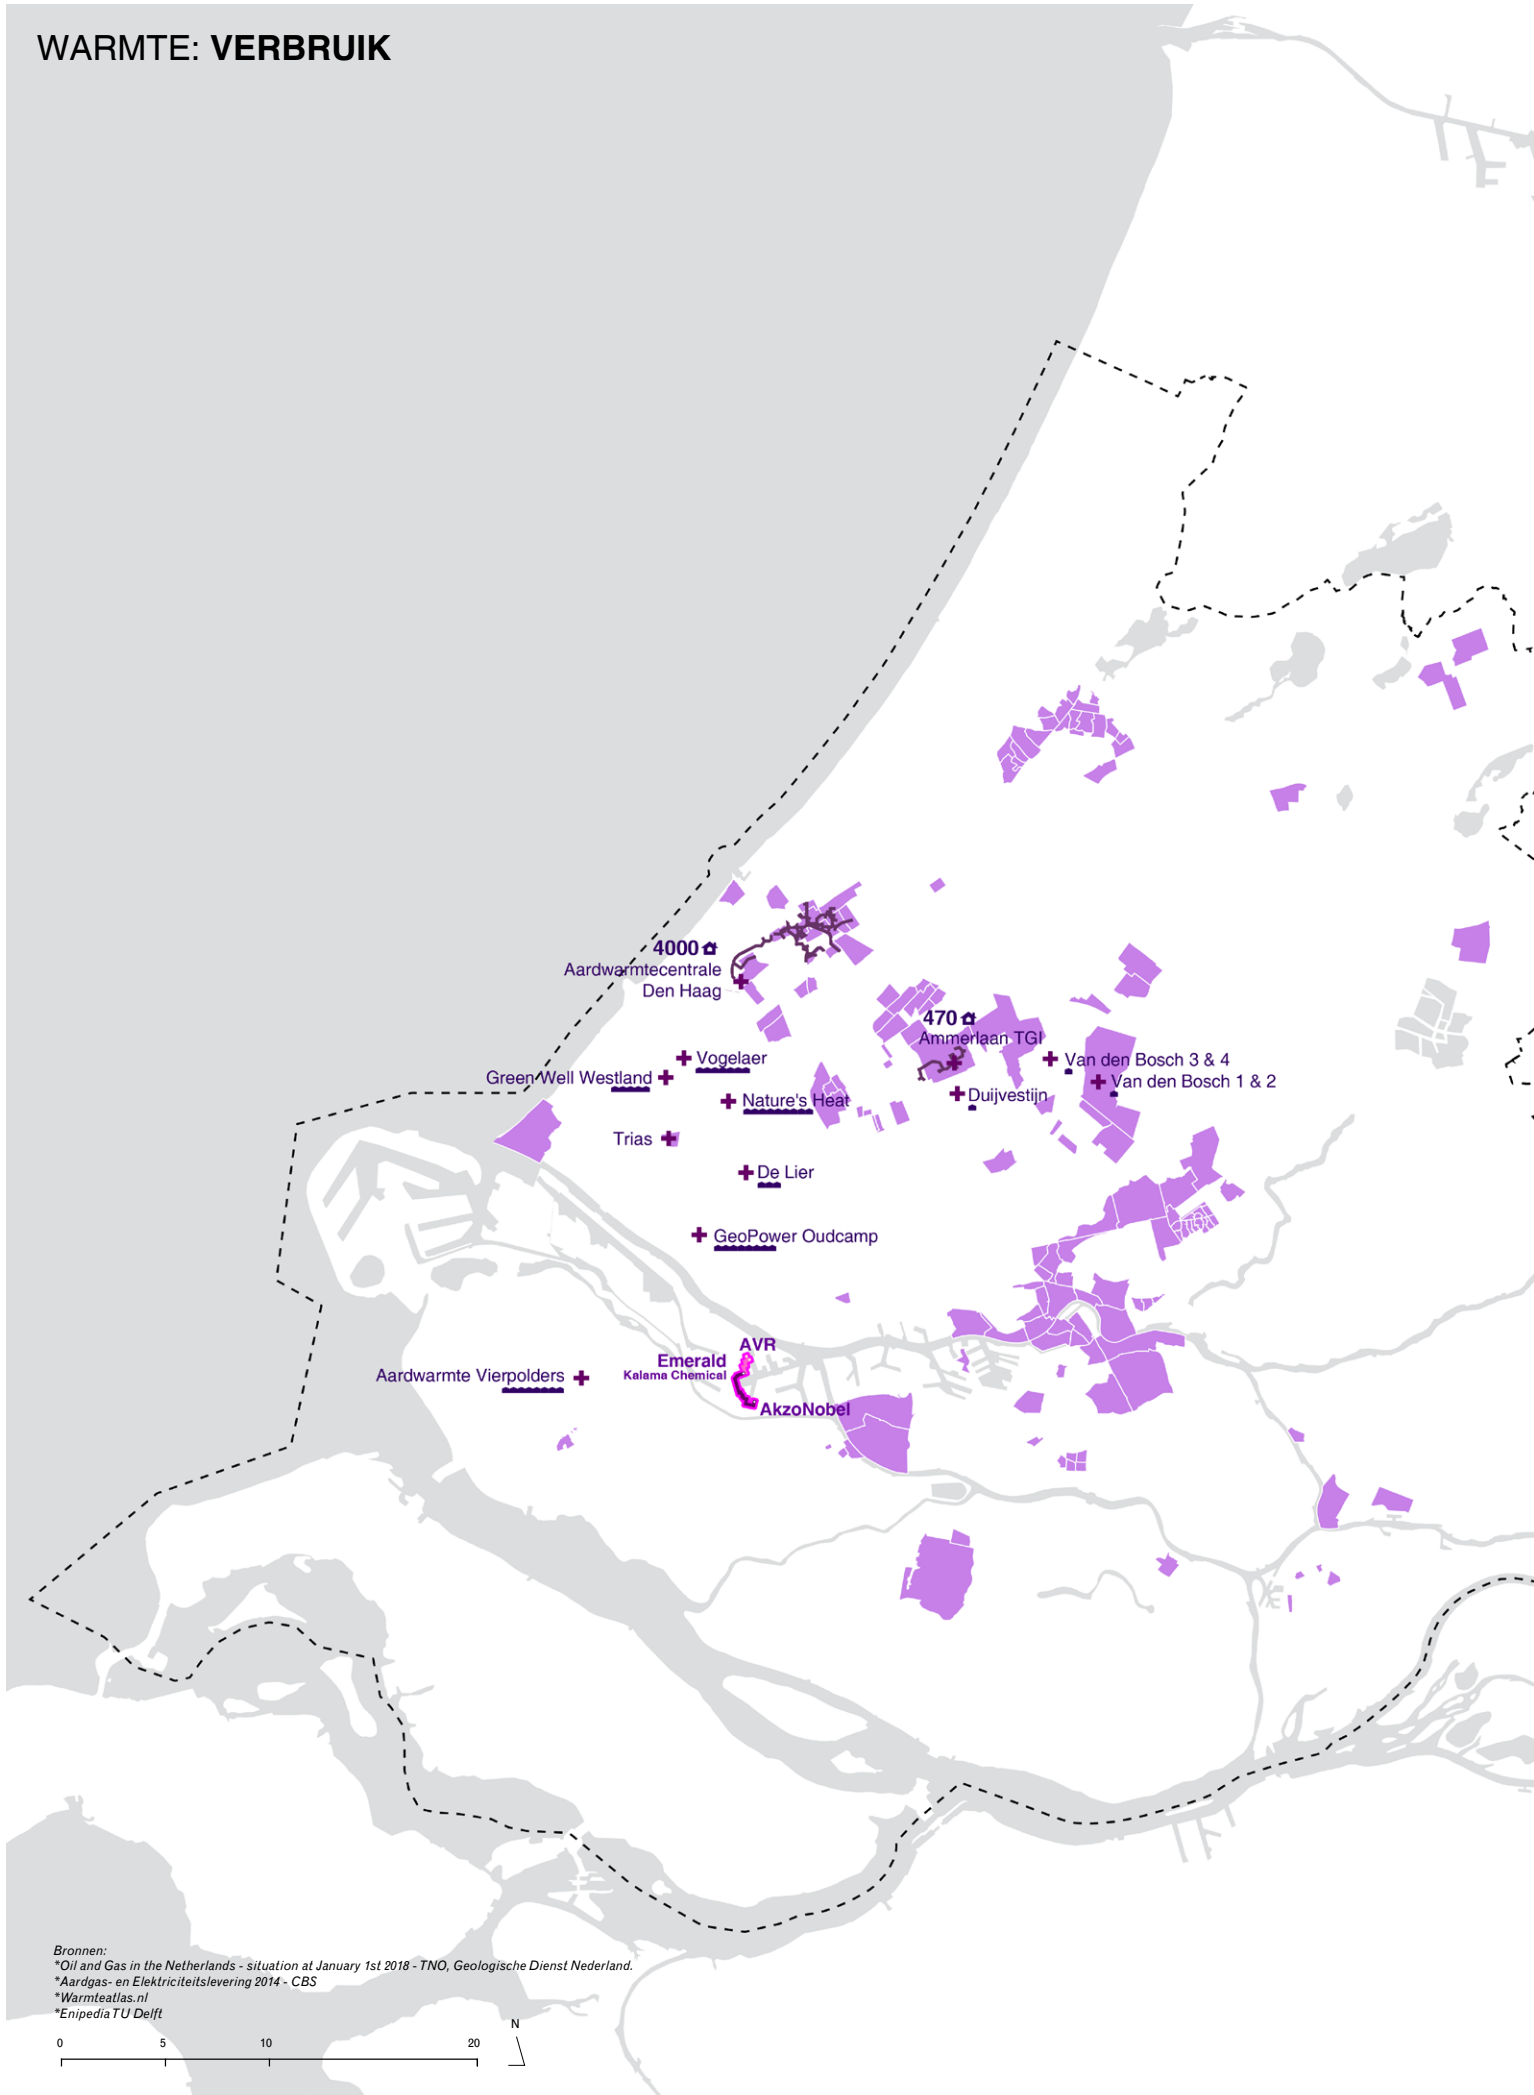 WARMTE: VERBRUIK
4000
Aardwarmtecentrale
Den Haag
470
Ammerlaan TGI
Vogelaer
Van den Bosch 3 & 4
Green Well Westland
Van den Bosch 1 & 2
Nature's Heat
Duijvestijn
Trias
De Lier
GeoPower Oudcamp
AVR
Emerald
Kalama Chemical
Aardwarmte Vierpolders
AkzoNobel
Bronnen:
*Oil and Gas in the Netherlands - situation at January 1st 2018 - TNO, Geologische Dienst Nederland.
*Aardgas- en Elektriciteitslevering 2014 - CBS
*Warmteatlas.nl
*Enipedia TU Delft
N
0 5 10 20